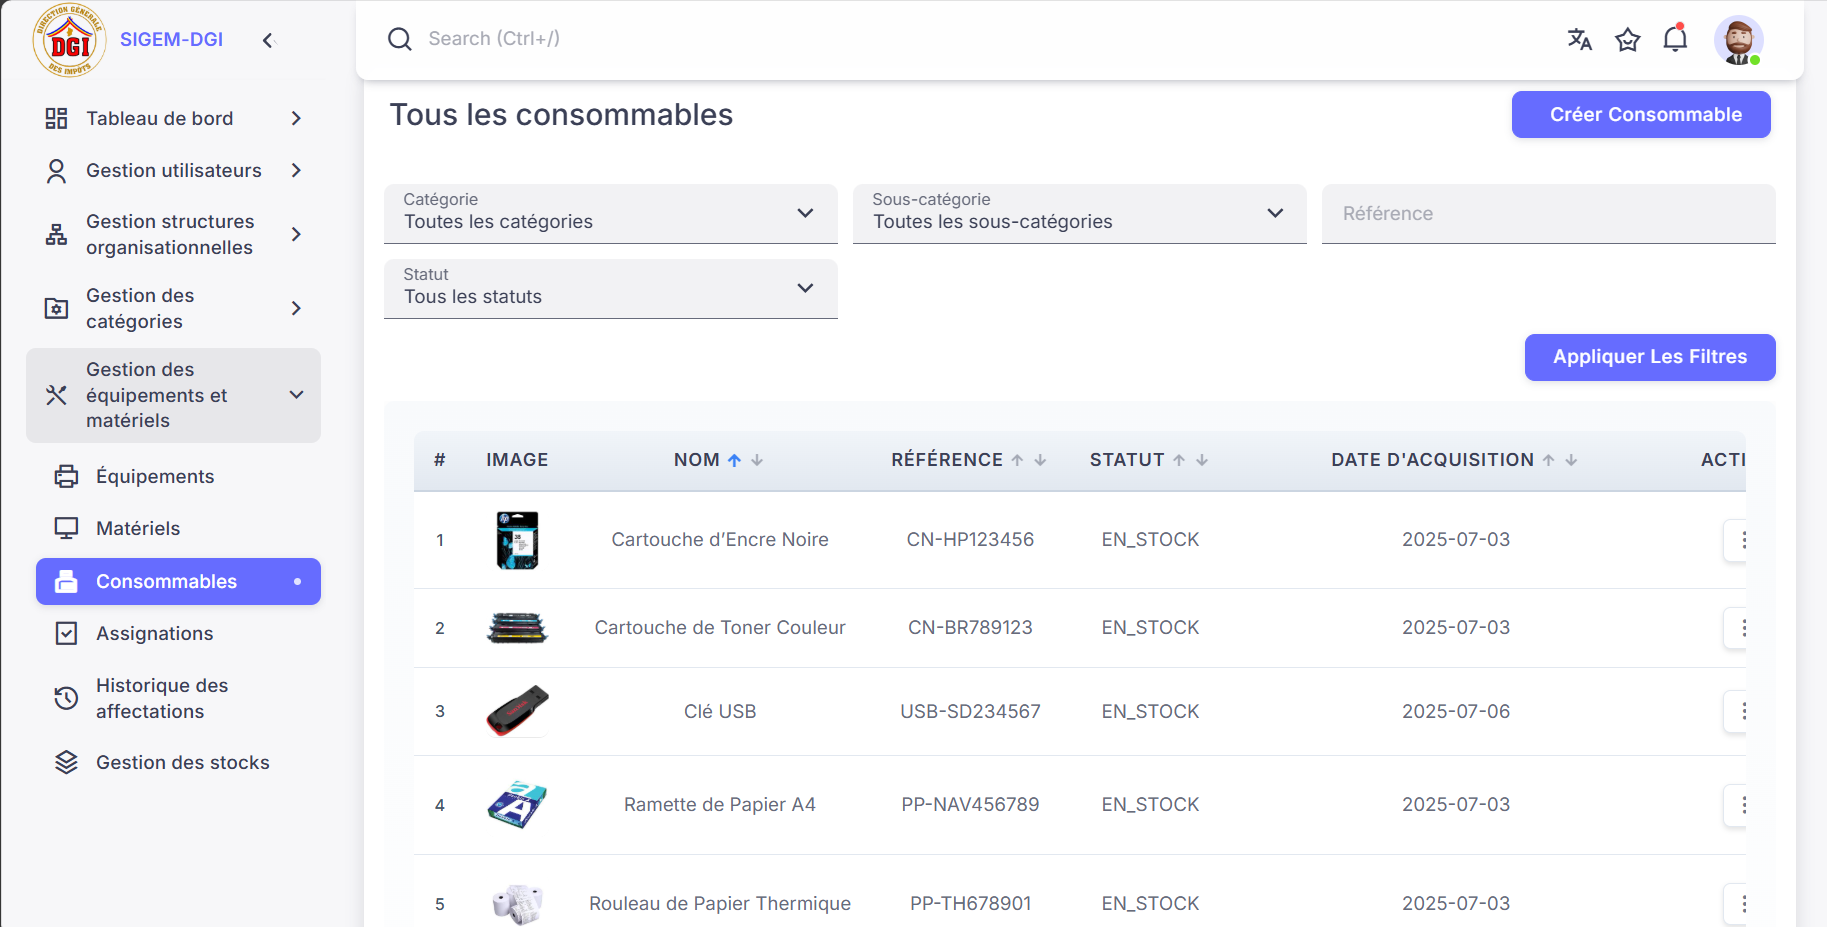 DIRECTION GÉNÉRALE
DGI
DES IMPÔTS
SIGEM-DGI
Search (Ctrl+/)
Tableau de bord
Gestion utilisateurs
Gestion structures
organisationnelles
Gestion des
catégories
Gestion des
équipements et
matériels
Équipements
Matériels
Consommables
Assignations
Historique des
affectations
Gestion des stocks
Tous les consommables
Créer Consommable
Catégorie
Toutes les catégories
Sous-catégorie
Toutes les sous-catégories
Référence
Statut
Tous les statuts
Appliquer Les Filtres
# IMAGE NOM RÉFÉRENCE STATUT DATE D'ACQUISITION ACTI
1 Cartouche d’Encre Noire CN-HP123456 EN_STOCK 2025-07-03
2 Cartouche de Toner Couleur CN-BR789123 EN_STOCK 2025-07-03
3 Clé USB USB-SD234567 EN_STOCK 2025-07-06
4 Ramette de Papier A4 PP-NAV456789 EN_STOCK 2025-07-03
5 Rouleau de Papier Thermique PP-TH678901 EN_STOCK 2025-07-03